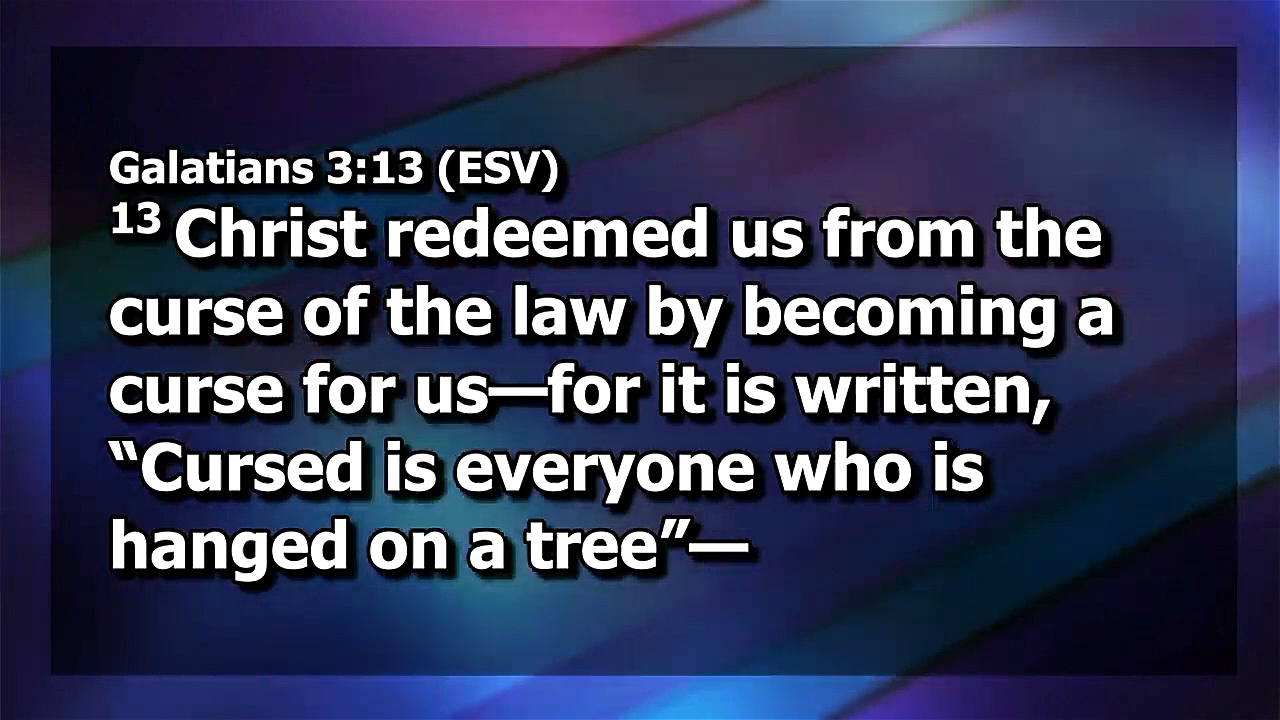 Galatians 3:13 (ESV)
13 Christ redeemed us from the
curse of the law by becoming a
curse for us—for it is written,
“Cursed is everyone who is
hanged on a tree”—